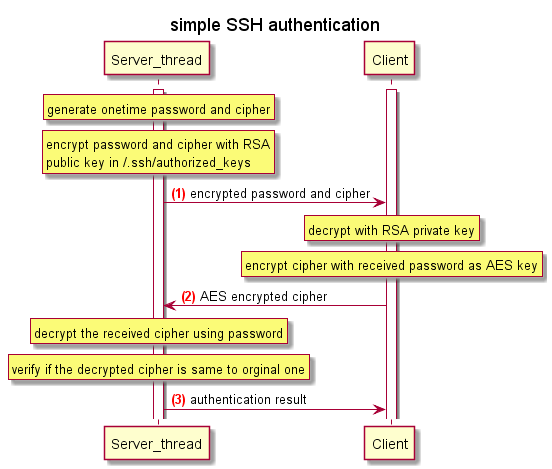 simple SSH authentication
Server_thread
Client
generate onetime password and cipher
encrypt password and cipher with RSA
public key in /.ssh/authorized_keys
(1) encrypted password and cipher
decrypt with RSA private key
encrypt cipher with received password as AES key
(2) AES encrypted cipher
decrypt the received cipher using password
verify if the decrypted cipher is same to orginal one
(3) authentication result
Server_thread
Client